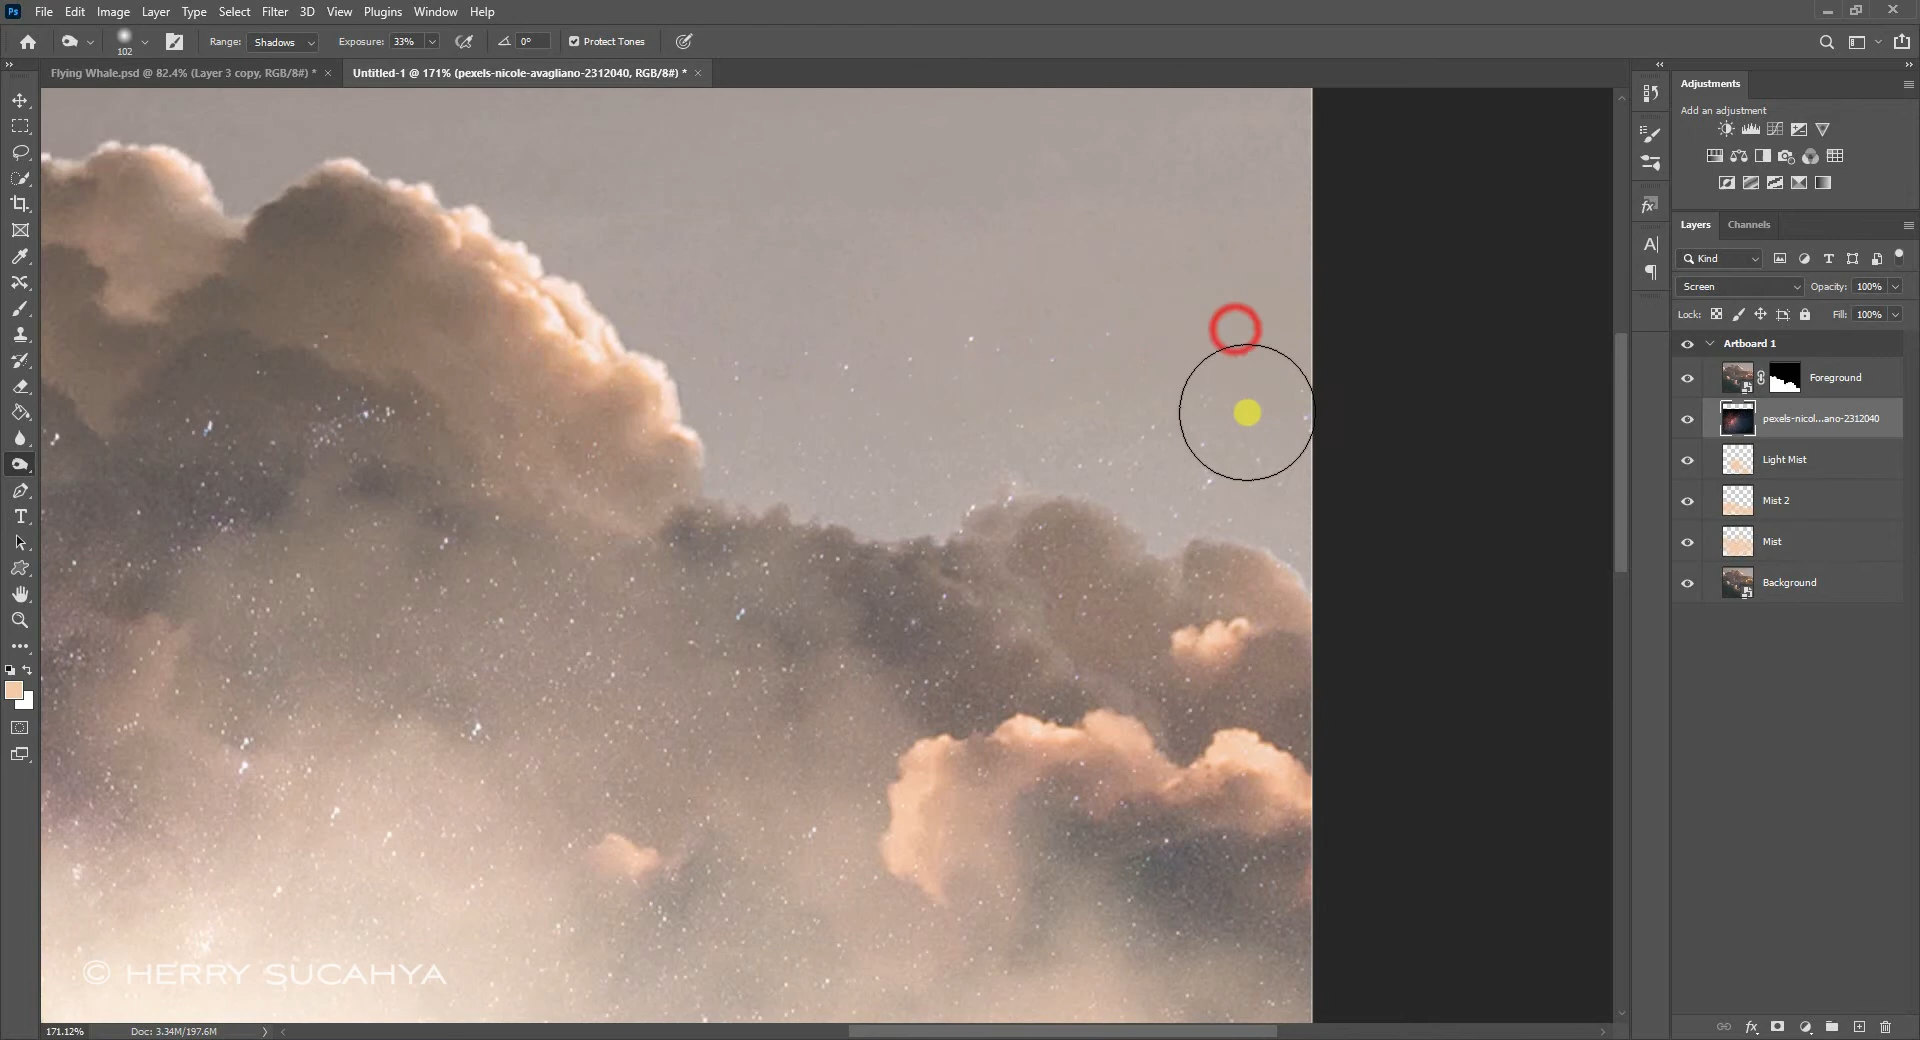 Ps File Edit Image Layer Type Select Filter 3D View Plugins Window Help
102 Range: Shadows Exposure: 33% 0° Protect Tones
Flying Whale.psd @ 82.4% (Layer 3 copy, RGB/8#) * × Untitled-1 @ 171% (pexels-nicole-avagliano-2312040, RGB/8#) * ×
Adjustments
Add an adjustment
Layers Channels
Kind
Screen Opacity: 100%
Lock: Fill: 100%
Artboard 1
Foreground
pexels-nicol...ano-2312040
Light Mist
Mist 2
Mist
Background
© HERRY SUCAHYA
171.12% Doc: 3.34M/197.6M